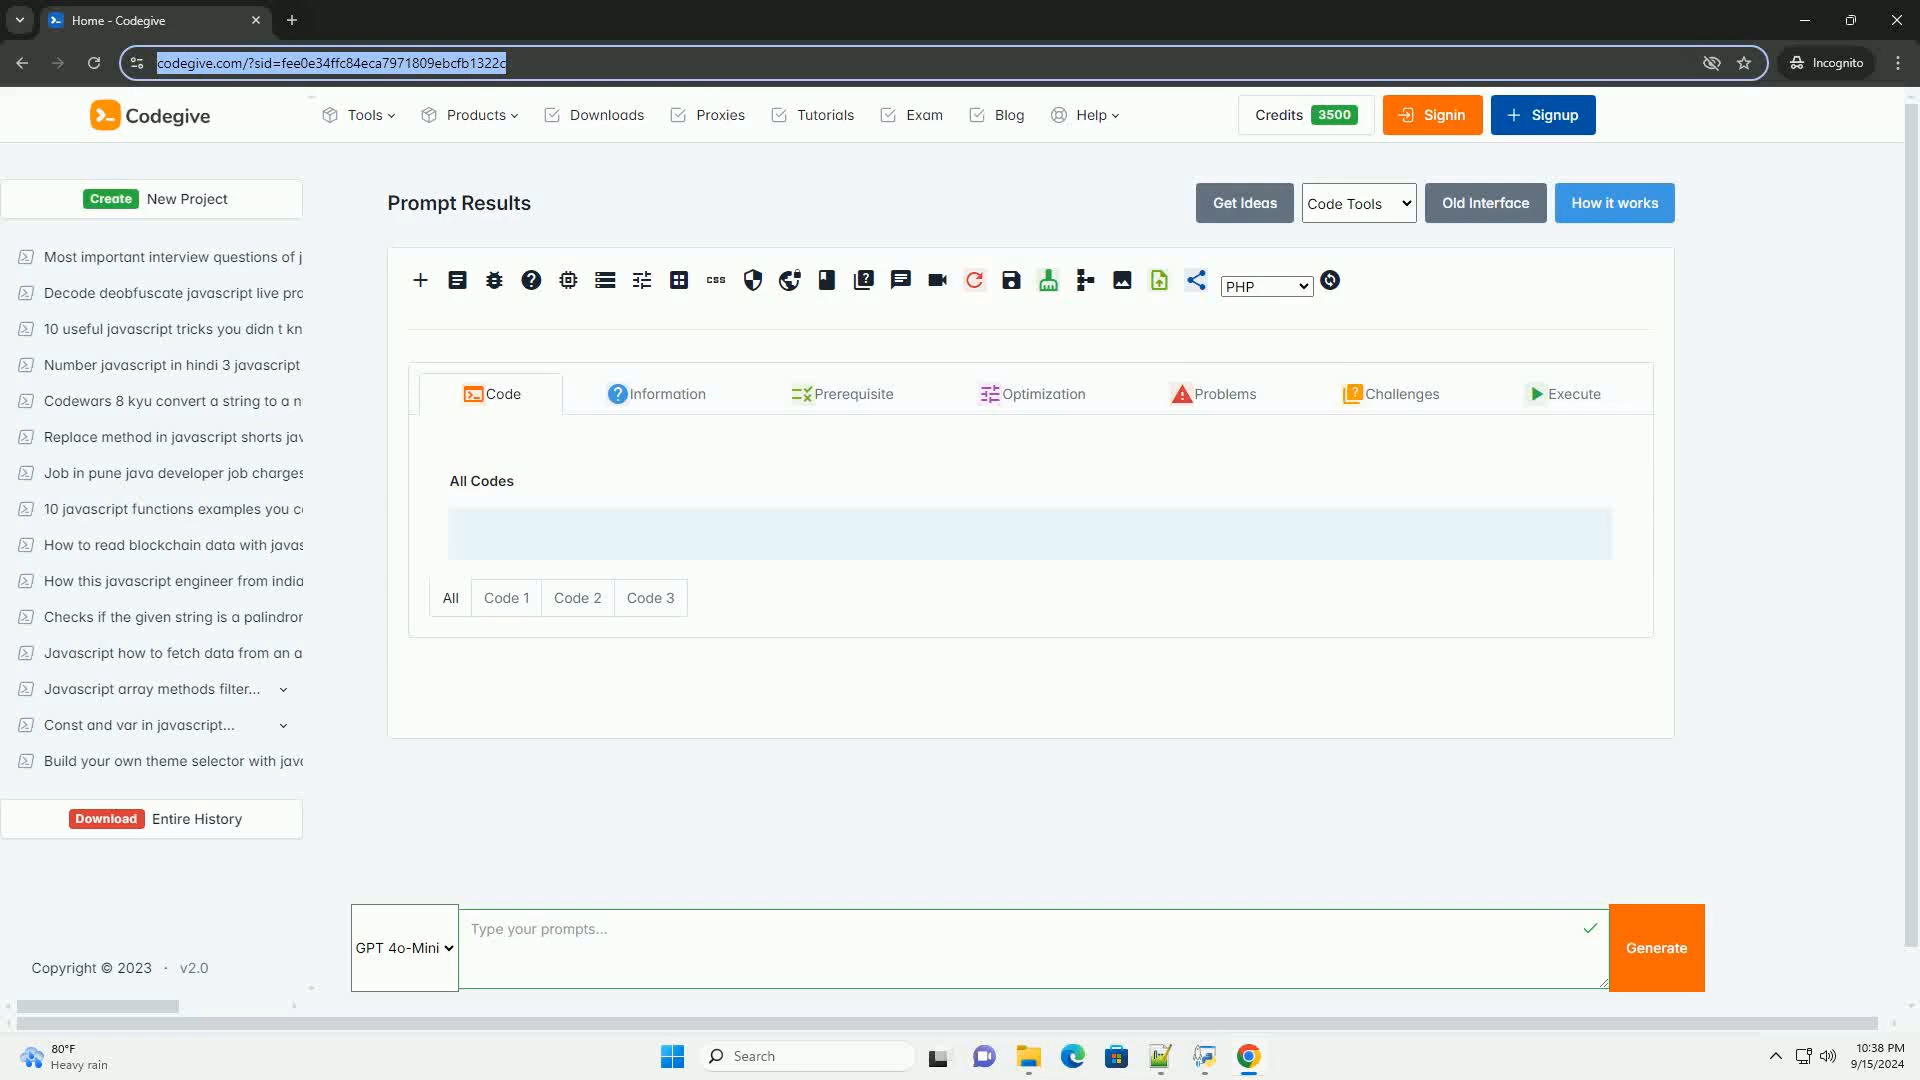 Home - Codegive
codegive.com/?sid=fee0e34ffc84eca7971809ebcfb1322c
Incognito
Codegive
Tools
Products
Downloads
Proxies
Tutorials
Exam
Blog
Help
Credits 3500
Signin
Signup
Create New Project
Most important interview questions of j
Decode deobfuscate javascript live pro
10 useful javascript tricks you didn t kn
Number javascript in hindi 3 javascript
Codewars 8 kyu convert a string to a n
Replace method in javascript shorts jav
Job in pune java developer job charges
10 javascript functions examples you c
How to read blockchain data with javas
How this javascript engineer from india
Checks if the given string is a palindror
Javascript how to fetch data from an a
Javascript array methods filter...
Const and var in javascript...
Build your own theme selector with java
Download Entire History
Copyright © 2023 · v2.0
Prompt Results
Get Ideas
Code Tools
Old Interface
How it works
css
PHP
Code
Information
Prerequisite
Optimization
Problems
Challenges
Execute
All Codes
All
Code 1
Code 2
Code 3
GPT 4o-Mini
Type your prompts...
Generate
80°F
Heavy rain
Search
10:38 PM
9/15/2024